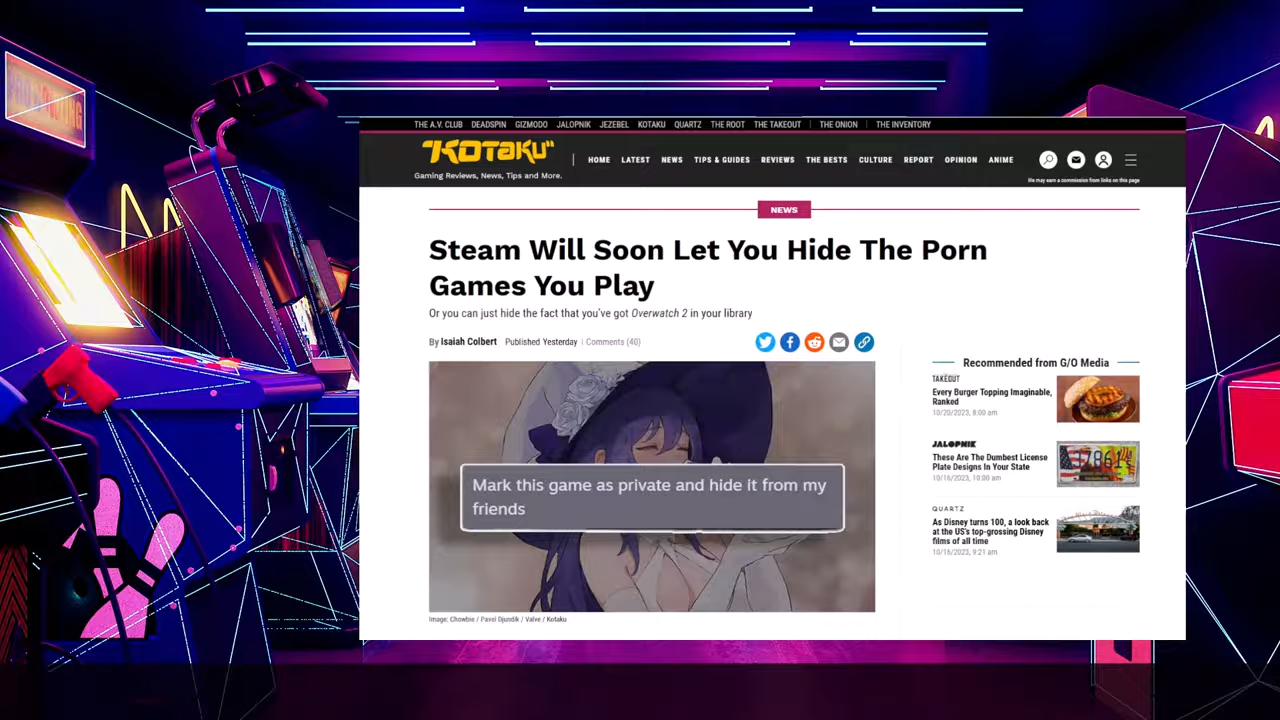 THE A.V. CLUB DEADSPIN GIZMODO JALOPNIK JEZEBEL KOTAKU QUARTZ THE ROOT THE TAKEOUT THE ONION THE INVENTORY
"KOTAKU"
Gaming Reviews, News, Tips and More.
HOME LATEST NEWS TIPS & GUIDES REVIEWS THE BESTS CULTURE REPORT OPINION ANIME
We may earn a commission from links on this page
NEWS
Steam Will Soon Let You Hide The Porn
Games You Play
Or you can just hide the fact that you've got Overwatch 2 in your library
By Isaiah Colbert Published Yesterday Comments (40)
Mark this game as private and hide it from my
friends
Image: Chowbie / Pavel Djundik / Valve / Kotaku
Recommended from G/O Media
TAKEOUT
Every Burger Topping Imaginable,
Ranked
10/20/2023, 8:00 am
JALOPNIK
These Are The Dumbest License
Plate Designs In Your State
10/16/2023, 10:00 am
QUARTZ
As Disney turns 100, a look back
at the US's top-grossing Disney
films of all time
10/16/2023, 9:21 am